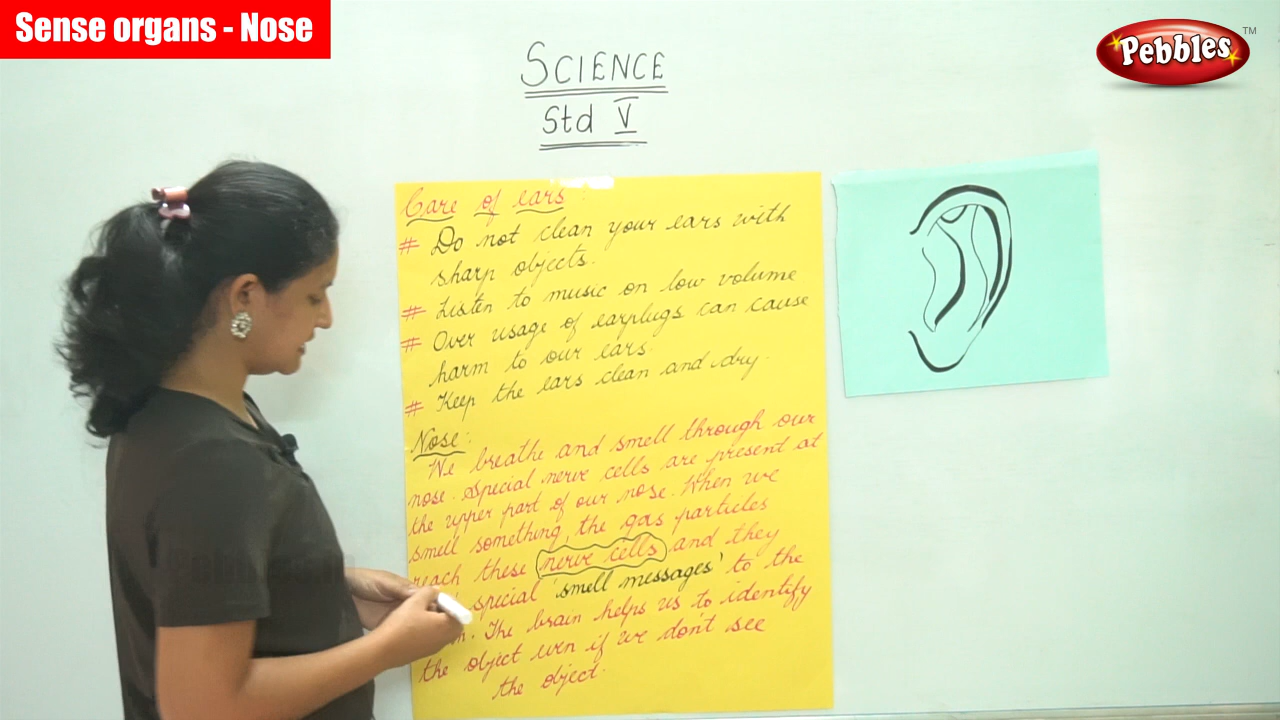 Sense organs - Nose
Pebbles TM
SCIENCE
Std V
Care of ears
# Do not clean your ears with
sharp objects.
# Listen to music on low volume
# Over usage of earplugs can cause
harm to our ears.
# Keep the ears clean and dry.
Nose:
We breathe and smell through our
nose. Special nerve cells are present at
the upper part of our nose. When we
smell something, the gas particles
reach these nerve cells and they
special 'smell messages' to the
The brain helps us to identify
the object even if we don't see
the object.